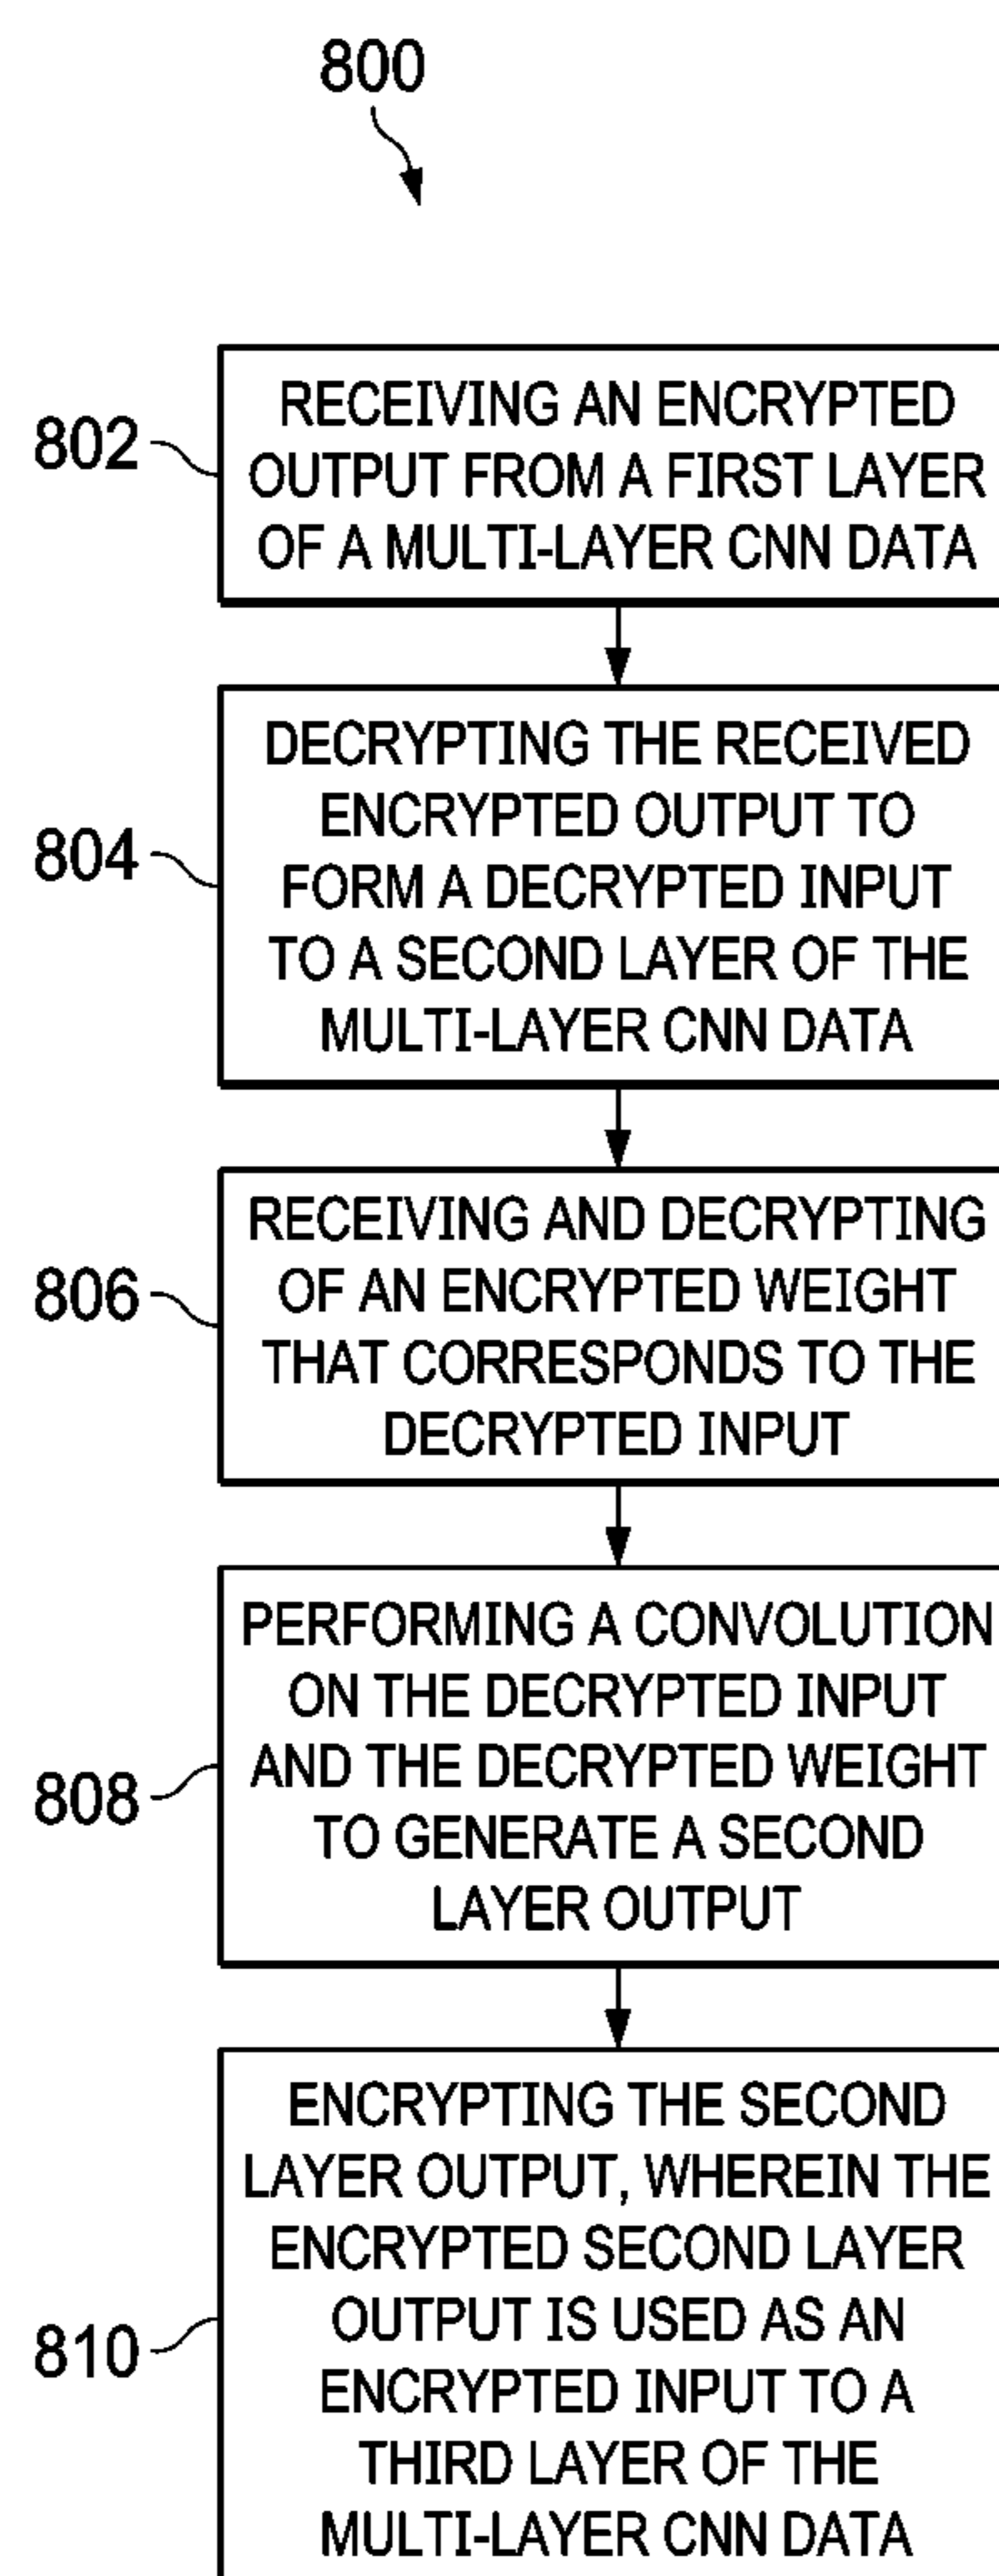 800
802
RECEIVING AN ENCRYPTED
OUTPUT FROM A FIRST LAYER
OF A MULTI-LAYER CNN DATA
804
DECRYPTING THE RECEIVED
ENCRYPTED OUTPUT TO
FORM A DECRYPTED INPUT
TO A SECOND LAYER OF THE
MULTI-LAYER CNN DATA
806
RECEIVING AND DECRYPTING
OF AN ENCRYPTED WEIGHT
THAT CORRESPONDS TO THE
DECRYPTED INPUT
808
PERFORMING A CONVOLUTION
ON THE DECRYPTED INPUT
AND THE DECRYPTED WEIGHT
TO GENERATE A SECOND
LAYER OUTPUT
810
ENCRYPTING THE SECOND
LAYER OUTPUT, WHEREIN THE
ENCRYPTED SECOND LAYER
OUTPUT IS USED AS AN
ENCRYPTED INPUT TO A
THIRD LAYER OF THE
MULTI-LAYER CNN DATA